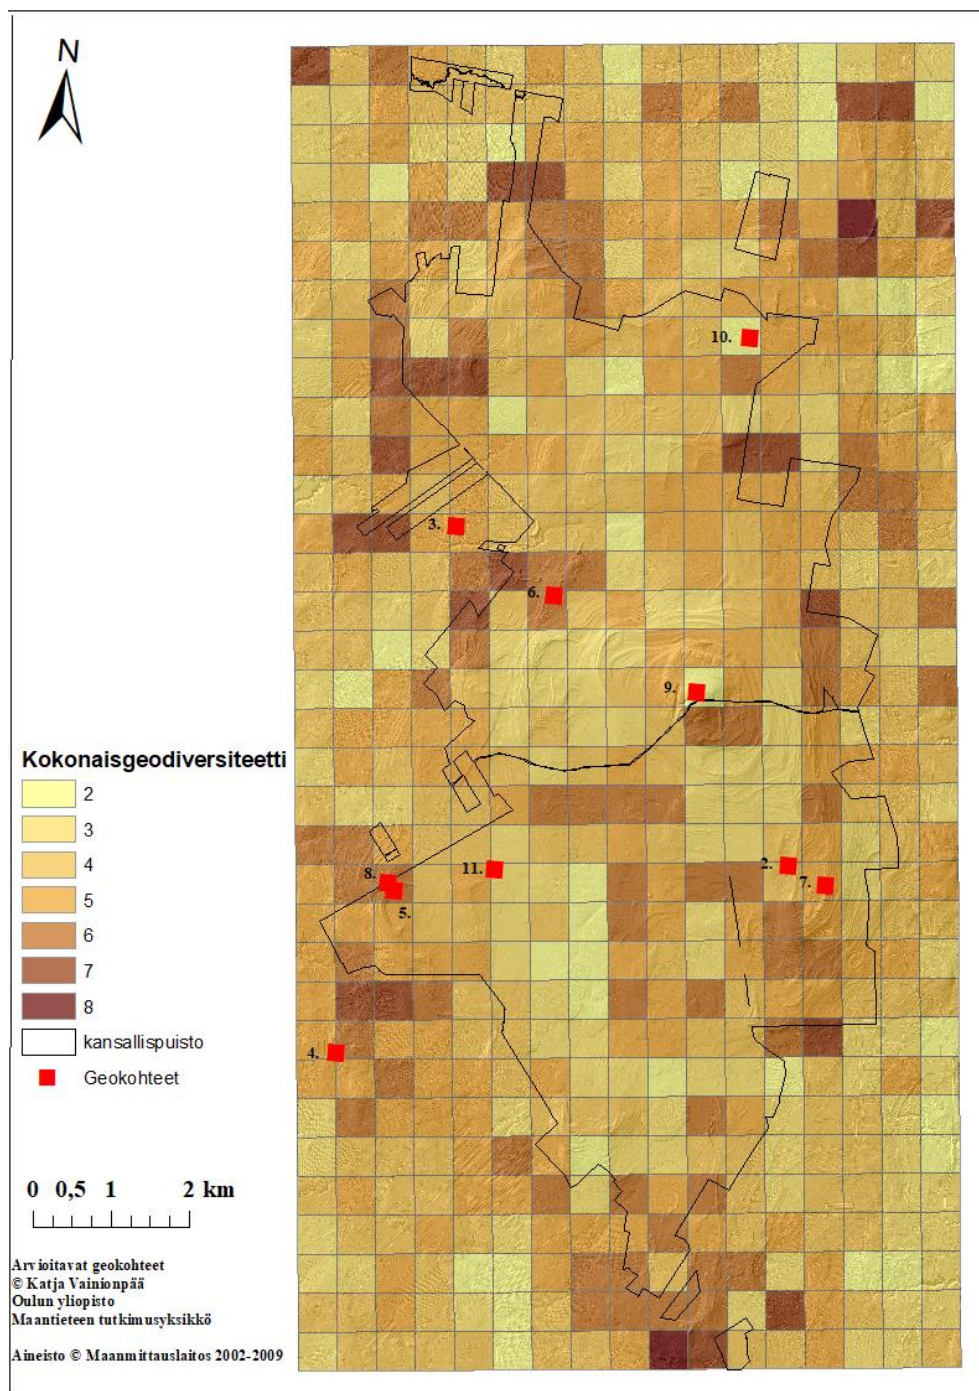 N
10.
3.
6.
9.
Kokonaisgeodiversiteetti
2
3
4
5
6
7
8
kansallispuisto
Geokohteet
2.
11.
8.
7.
5.
4.
0 0,5 1 2 km
Arvioitavat geokohteet
© Katja Vainionpää
Oulun yliopisto
Maantieteen tutkimusyksikkö
Aineisto © Maanmittauslaitos 2002-2009